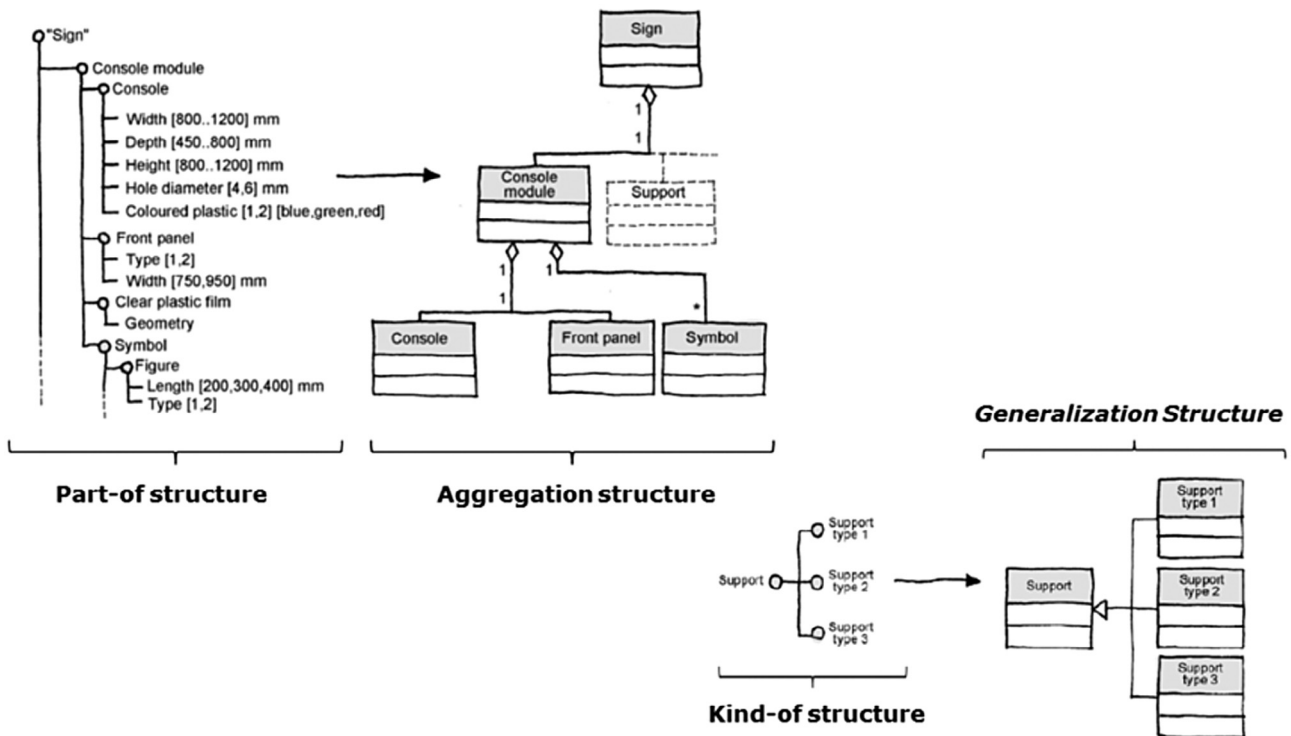 "Sign"
Console module
Console
Width [800..1200] mm
Depth [450..800] mm
Height [800..1200] mm
Hole diameter [4,6] mm
Coloured plastic [1,2] [blue,green,red]
Front panel
Type [1,2]
Width [750,950] mm
Clear plastic film
Geometry
Symbol
Figure
Length [200,300,400] mm
Type [1,2]
Part-of structure
Sign
1
1
Console
module
Support
1
1
1
*
Console
Front panel
Symbol
Aggregation structure
Support
Support
type 1
Support
type 2
Support
type 3
Kind-of structure
Generalization Structure
Support
Support
type 1
Support
type 2
Support
type 3